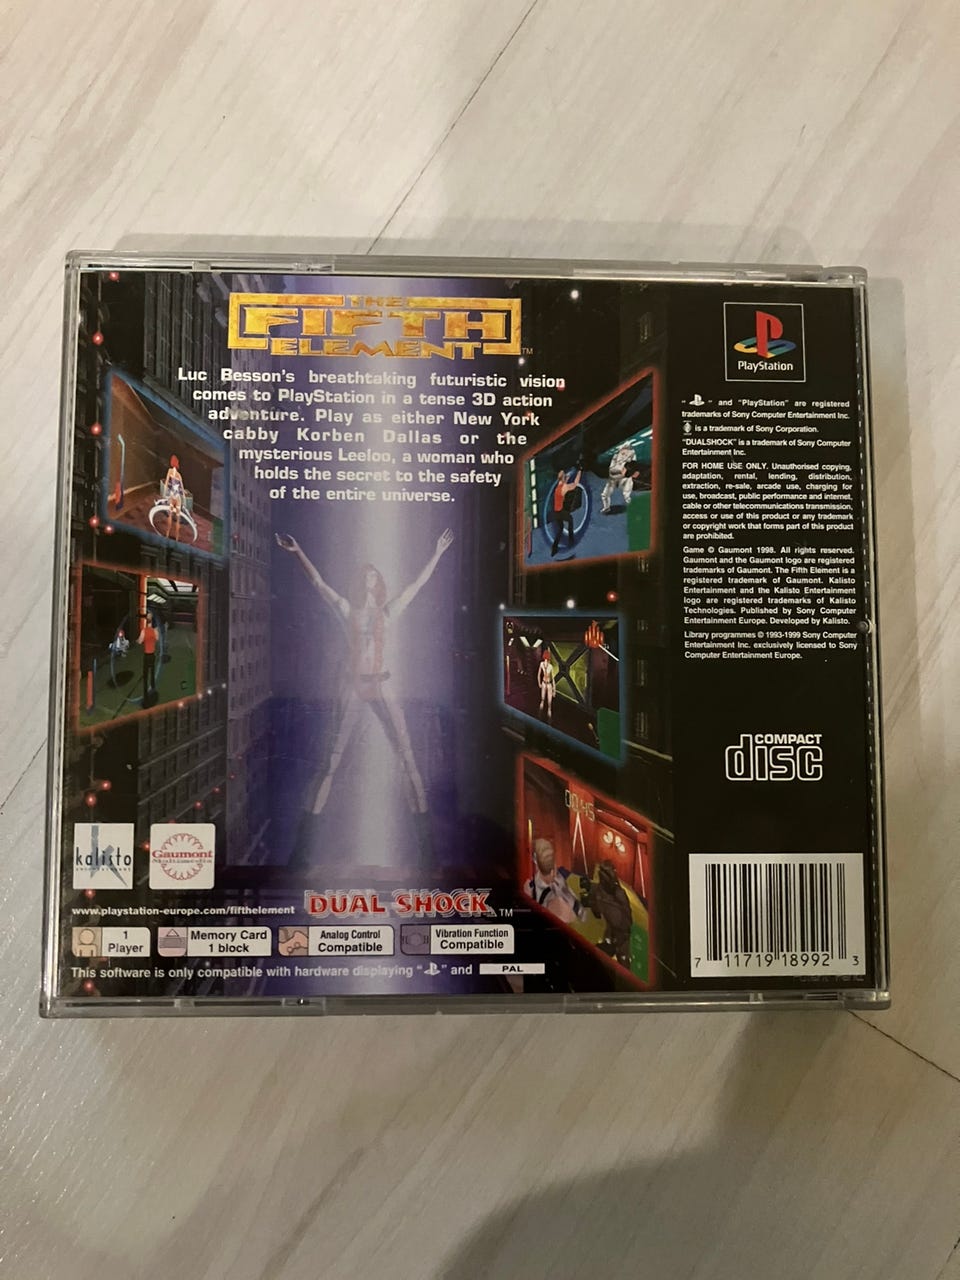 THE
FIFTH
ELEMENT™
Luc Besson's breathtaking futuristic vision
comes to PlayStation in a tense 3D action
adventure. Play as either New York
cabby Korben Dallas or the
mysterious Leeloo, a woman who
holds the secret to the safety
of the entire universe.
00:45
kalisto
ENTERTAINMENT
Gaumont
Multimedia
www.playstation-europe.com/fifthelement
DUAL SHOCK™
1
Player
Memory Card
1 block
Analog Control
Compatible
Vibration Function
Compatible
This software is only compatible with hardware displaying " " and PAL
PlayStation
" " and "PlayStation" are registered
trademarks of Sony Computer Entertainment Inc.
is a trademark of Sony Corporation.
"DUALSHOCK" is a trademark of Sony Computer
Entertainment Inc.
FOR HOME USE ONLY. Unauthorised copying,
adaptation, rental, lending, distribution,
extraction, re-sale, arcade use, charging for
use, broadcast, public performance and internet,
cable or other telecommunications transmission,
access or use of this product or any trademark
or copyright work that forms part of this product
are prohibited.
Game © Gaumont 1998. All rights reserved.
Gaumont and the Gaumont logo are registered
trademarks of Gaumont. The Fifth Element is a
registered trademark of Gaumont. Kalisto
Entertainment and the Kalisto Entertainment
logo are registered trademarks of Kalisto
Technologies. Published by Sony Computer
Entertainment Europe. Developed by Kalisto.
Library programmes © 1993-1999 Sony Computer
Entertainment Inc. exclusively licensed to Sony
Computer Entertainment Europe.
COMPACT
disc
7 11719 18992 3